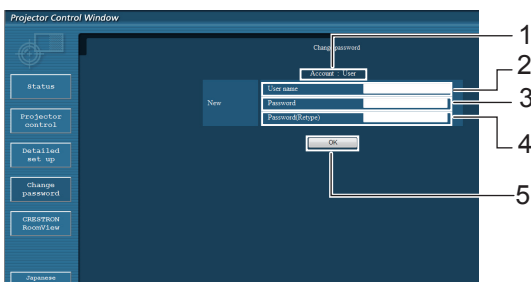 Projector Control Window
Change password
1
Account : User
2
User name
3
New
Password
4
Password(Retype)
OK
5
Status
Projector
control
Detailed
set up
Change
password
CRESTRON
RoomView
Japanese